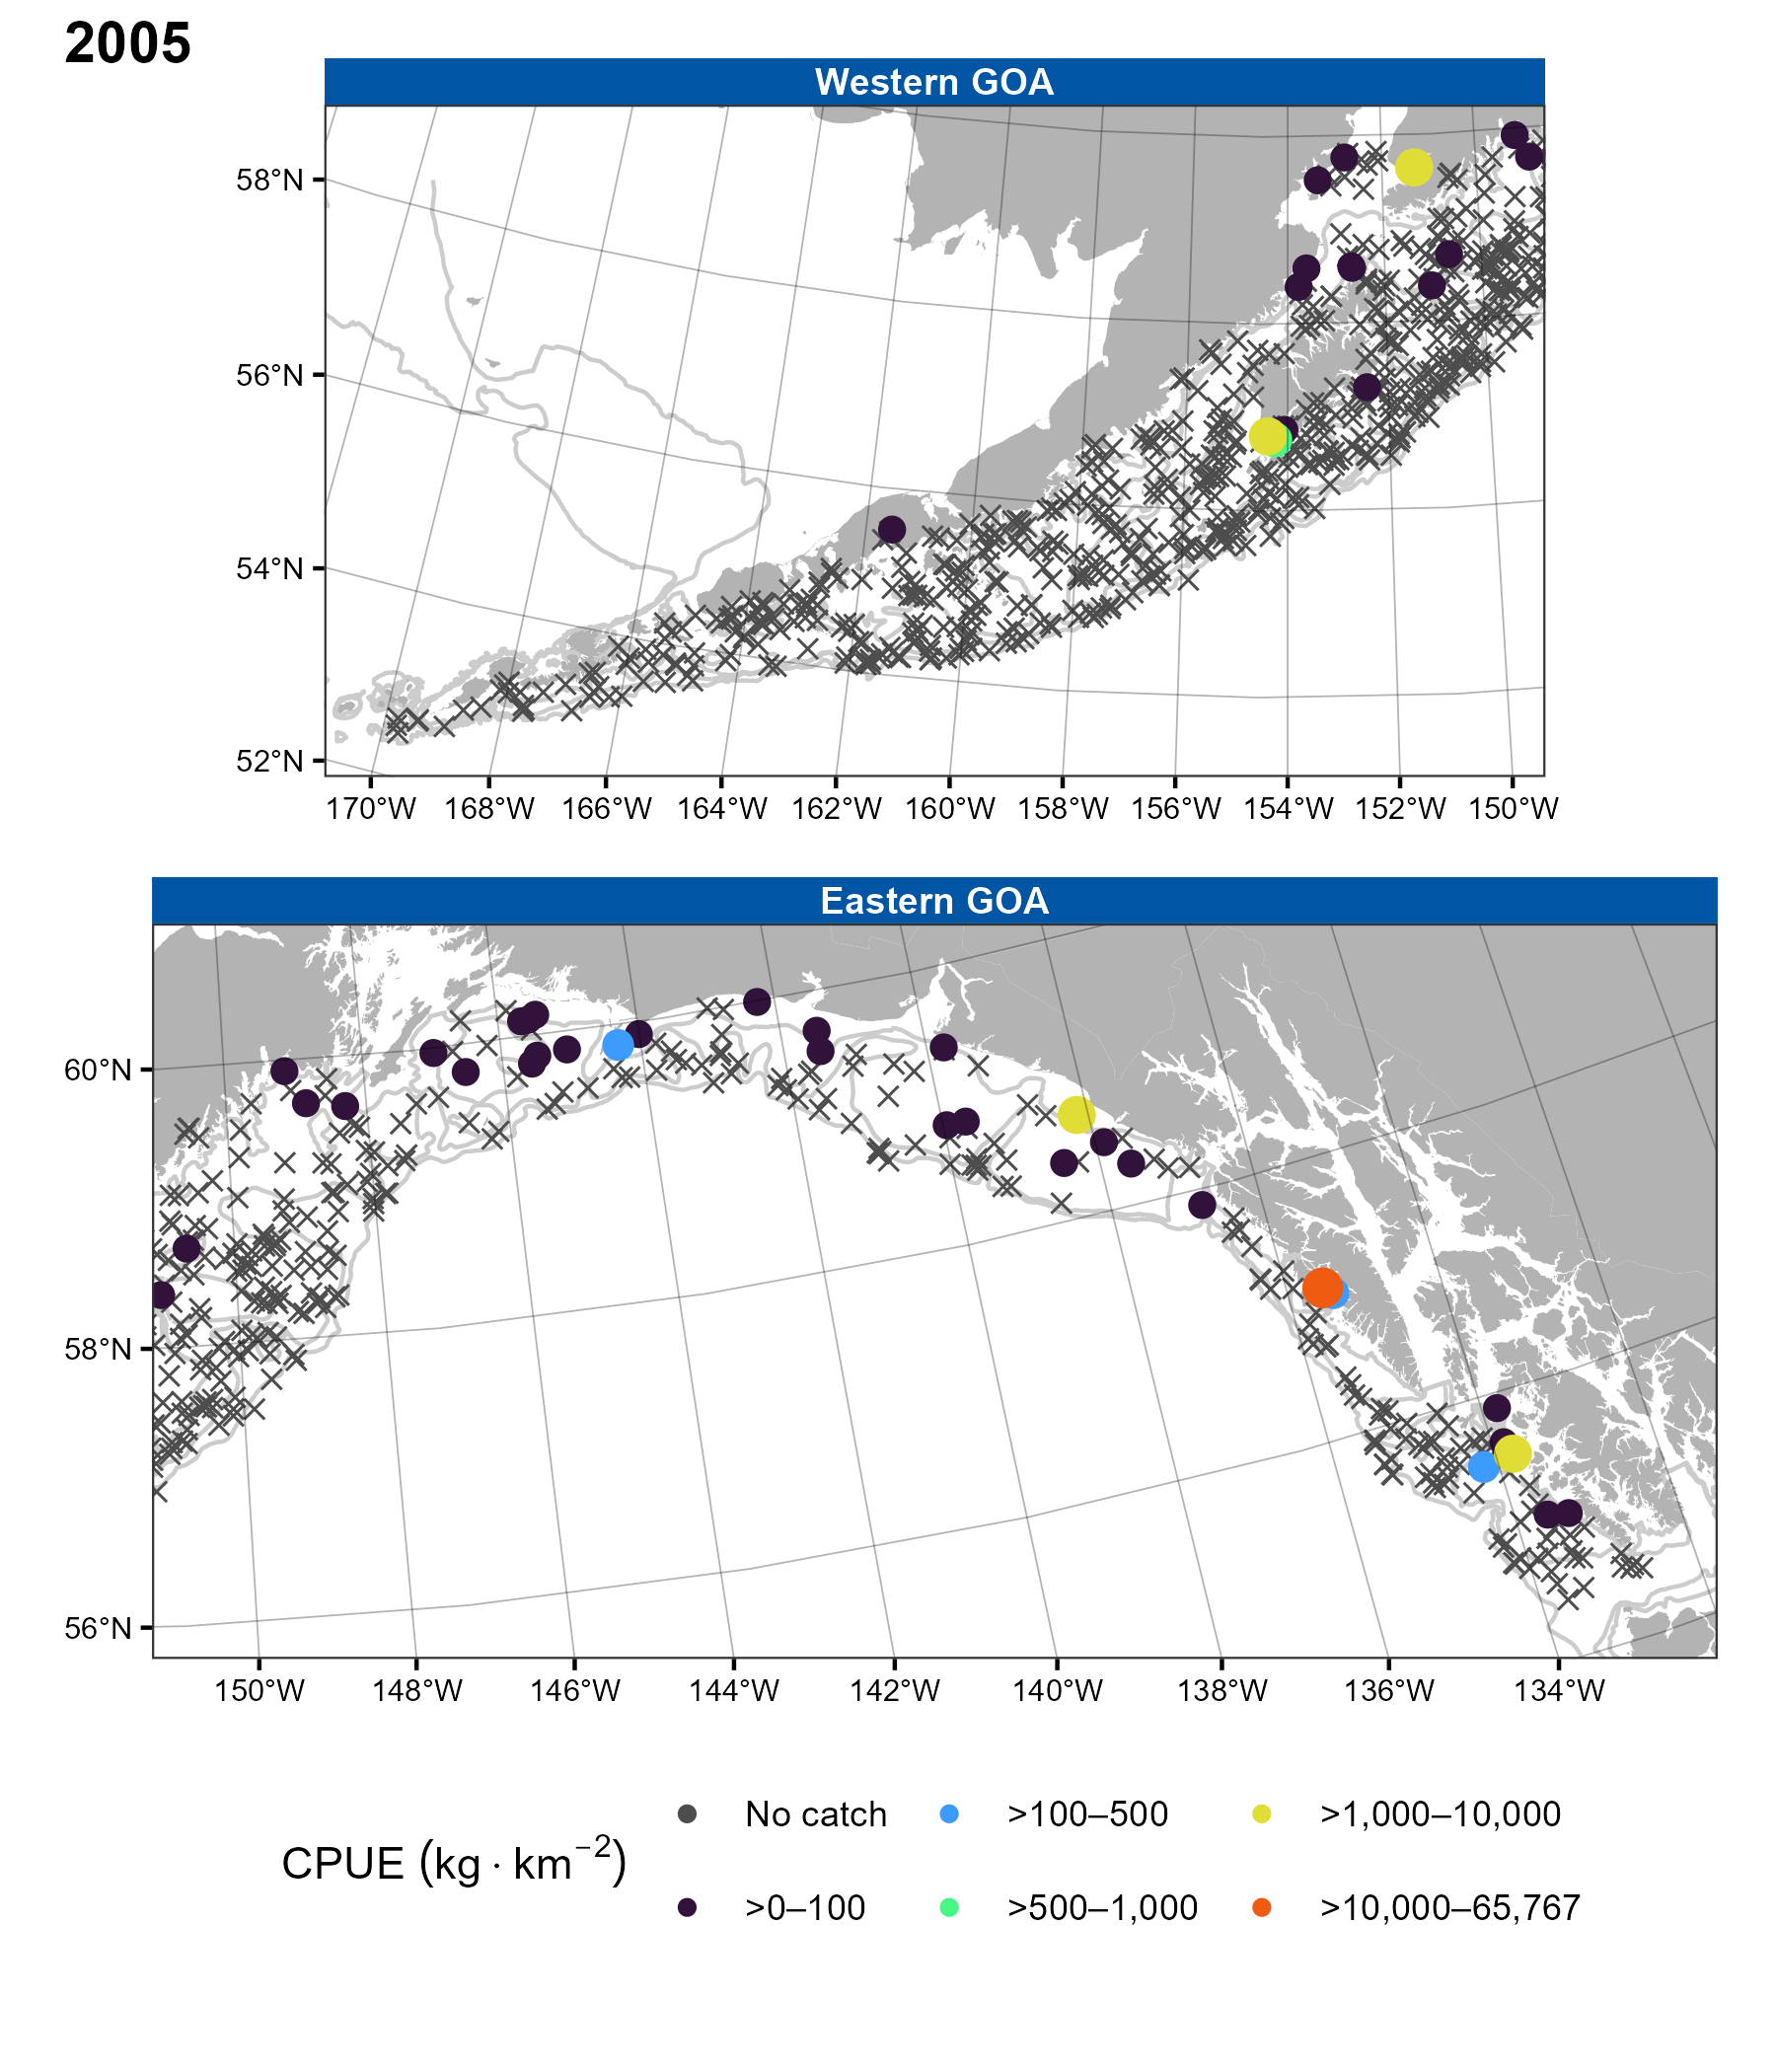 2005
Western GOA
58°N
56°N
54°N
52°N
170°W 168°W 166°W 164°W 162°W 160°W 158°W 156°W 154°W 152°W 150°W
Eastern GOA
60°N
58°N
56°N
150°W 148°W 146°W 144°W 142°W 140°W 138°W 136°W 134°W
CPUE (kg · km⁻²)
No catch >100–500 >1,000–10,000
>0–100 >500–1,000 >10,000–65,767